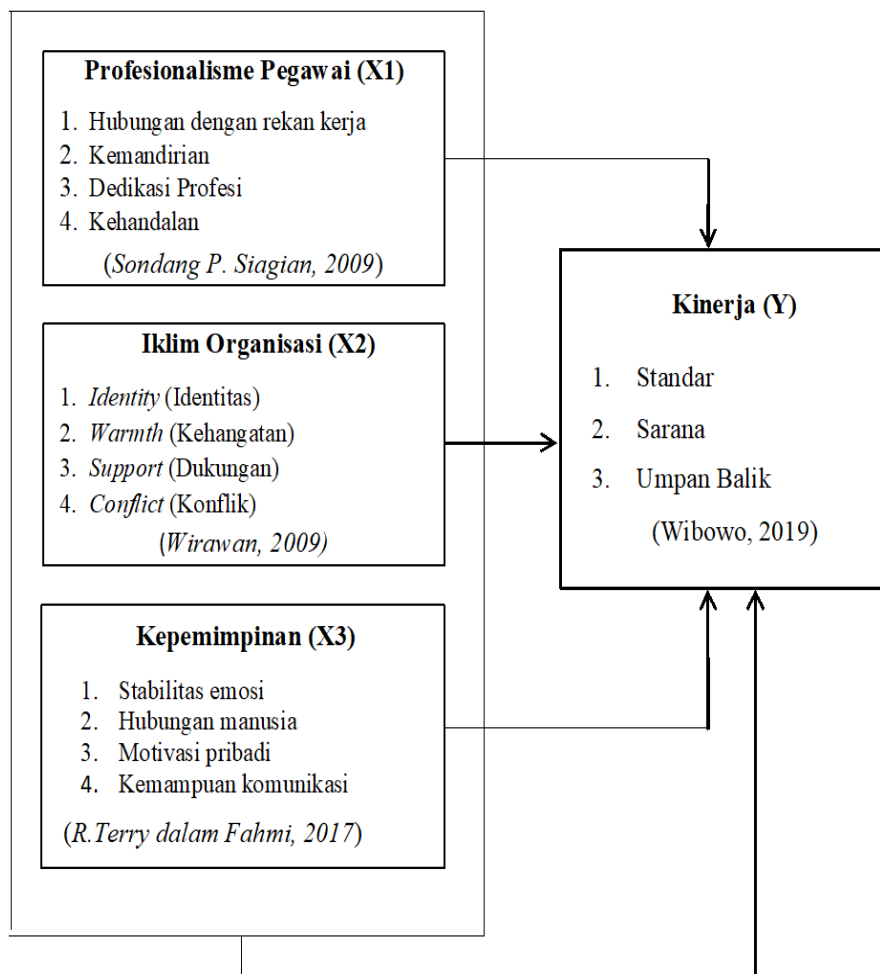 Profesionalisme Pegawai (X1)
1. Hubungan dengan rekan kerja
2. Kemandirian
3. Dedikasi Profesi
4. Kehandalan
(Sondang P. Siagian, 2009)
Iklim Organisasi (X2)
1. Identity (Identitas)
2. Warmth (Kehangatan)
3. Support (Dukungan)
4. Conflict (Konflik)
(Wirawan, 2009)
Kepemimpinan (X3)
1. Stabilitas emosi
2. Hubungan manusia
3. Motivasi pribadi
4. Kemampuan komunikasi
(R.Terry dalam Fahmi, 2017)
Kinerja (Y)
1. Standar
2. Sarana
3. Umpan Balik
(Wibowo, 2019)